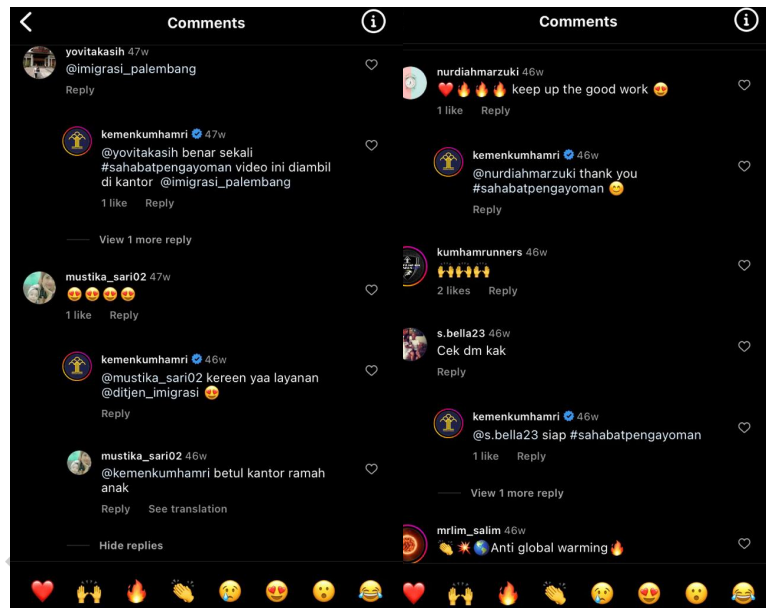 Comments
yovitakasih 47w
@imigrasi_palembang
Reply
kemenkumhamri 47w
@yovitakasih benar sekali
#sahabatpengayoman video ini diambil
di kantor @imigrasi_palembang
1 like Reply
View 1 more reply
mustika_sari02 47w
😍😍😍😍
1 like Reply
kemenkumhamri 46w
@mustika_sari02 kereen yaa layanan
@ditjen_imigrasi 😍
Reply
mustika_sari02 46w
@kemenkumhamri betul kantor ramah
anak
Reply See translation
Hide replies
Comments
nurdiahmarzuki 46w
❤️🔥🔥🔥 keep up the good work 😍
1 like Reply
kemenkumhamri 46w
@nurdiahmarzuki thank you
#sahabatpengayoman 😊
Reply
kumhamrunners 46w
🙌🙌🙌
2 likes Reply
s.bella23 46w
Cek dm kak
Reply
kemenkumhamri 46w
@s.bella23 siap #sahabatpengayoman
1 like Reply
View 1 more reply
mrlim_salim 46w
👏💥🌎Anti global warming🔥